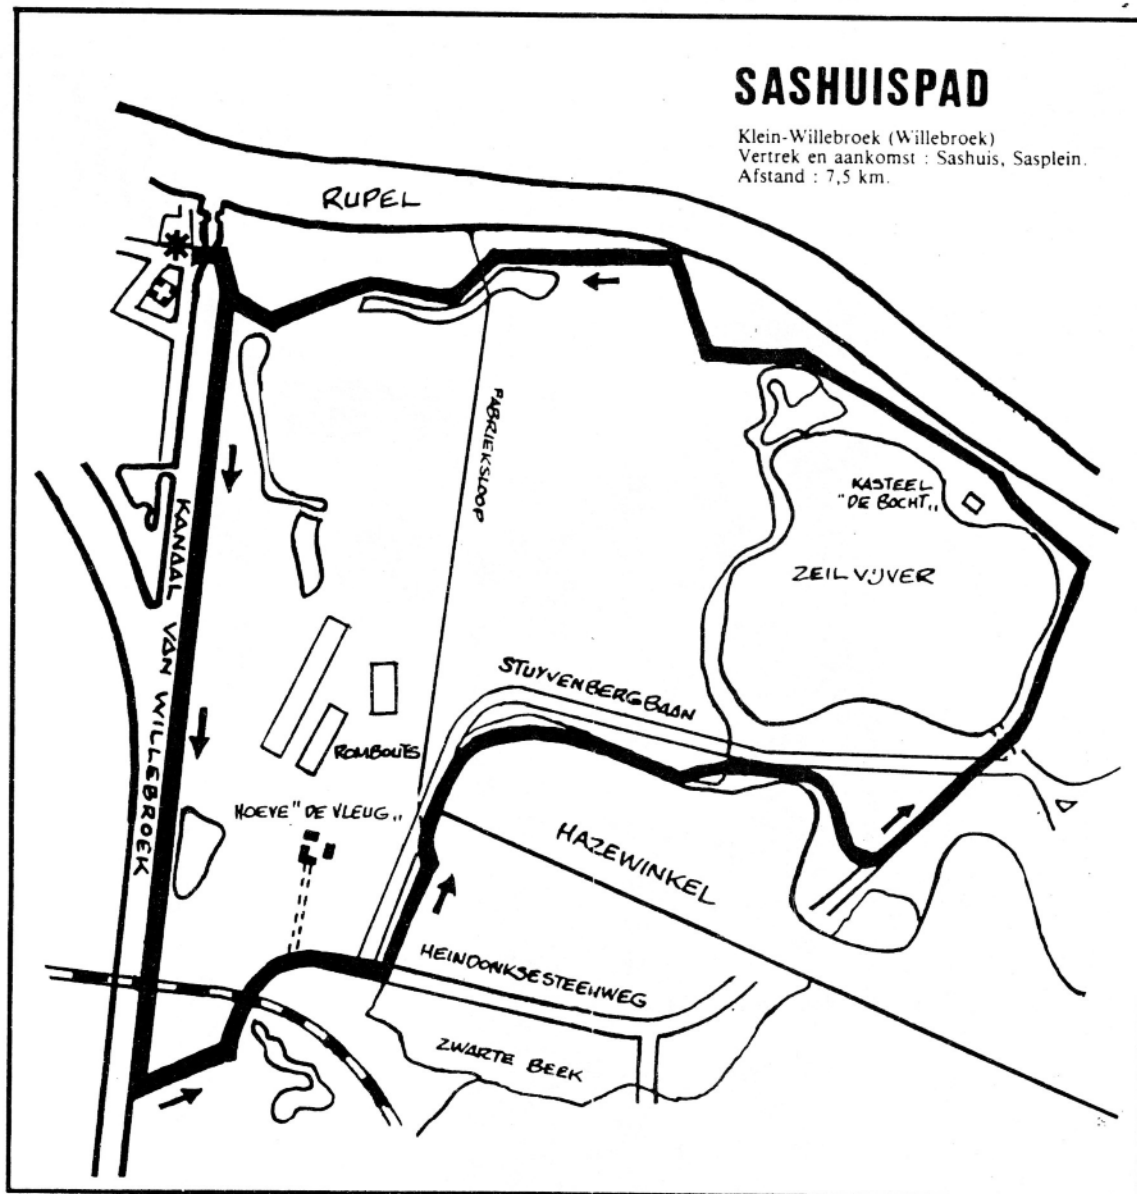 SASHUISPAD
Klein-Willebroek (Willebroek)
Vertrek en aankomst : Sashuis, Sasplein.
Afstand : 7,5 km.
RUPEL
FABRIEKSLOOP
KASTEEL
"DE BOCHT„
ZEILVIJVER
KANAAL VAN WILLEBROEK
STUYVENBERGBAAN
ROMBOUTS
HOEVE "DE VLEUG„
HAZEWINKEL
HEINDONKSESTEENWEG
ZWARTE BEEK